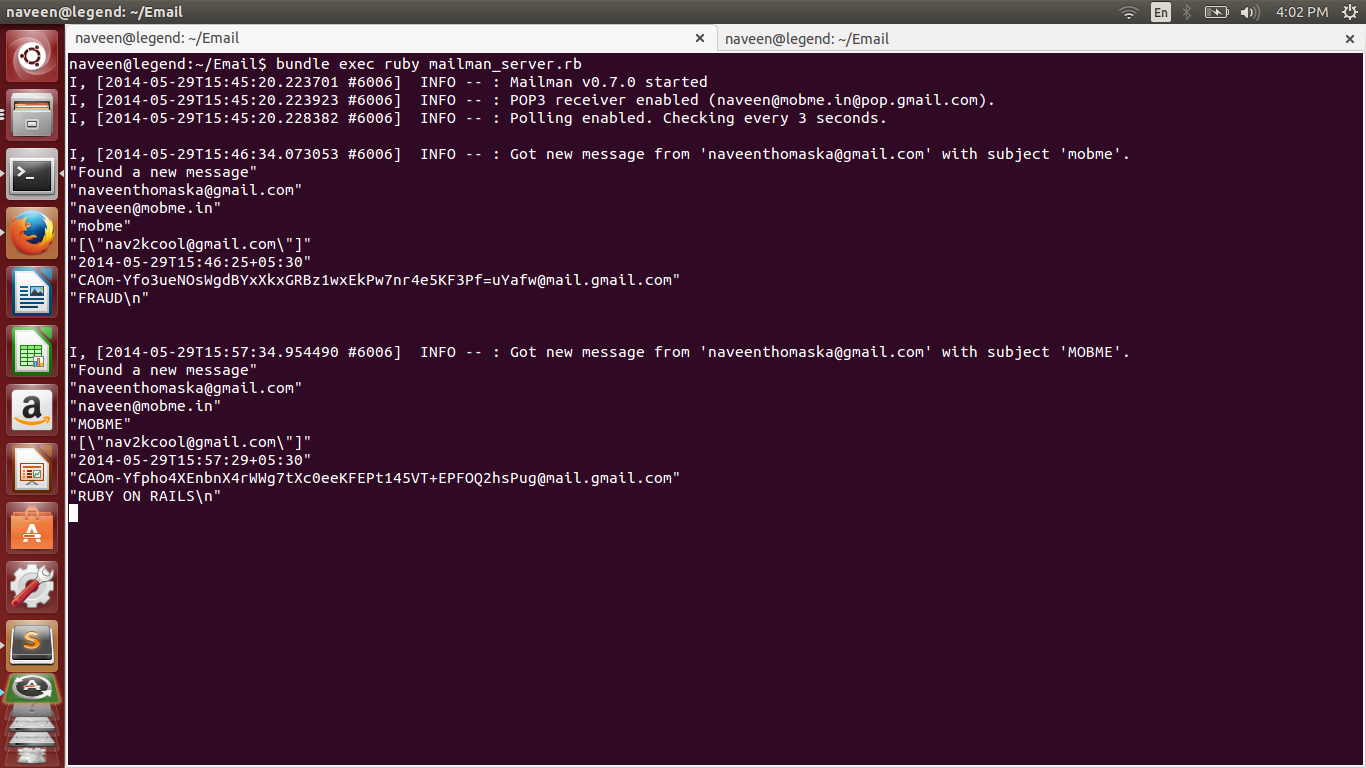 naveen@legend: ~/Email
En
4:02 PM
naveen@legend: ~/Email
naveen@legend: ~/Email
naveen@legend:~/Email$ bundle exec ruby mailman_server.rb
I, [2014-05-29T15:45:20.223701 #6006]  INFO -- : Mailman v0.7.0 started
I, [2014-05-29T15:45:20.223923 #6006]  INFO -- : POP3 receiver enabled (naveen@mobme.in@pop.gmail.com).
I, [2014-05-29T15:45:20.228382 #6006]  INFO -- : Polling enabled. Checking every 3 seconds.
I, [2014-05-29T15:46:34.073053 #6006]  INFO -- : Got new message from 'naveenthomaska@gmail.com' with subject 'mobme'.
"Found a new message"
"naveenthomaska@gmail.com"
"naveen@mobme.in"
"mobme"
"[\"nav2kcool@gmail.com\"]"
"2014-05-29T15:46:25+05:30"
"CAOm-Yfo3ueNOsWgdBYxXkxGRBz1wxEkPw7nr4e5KF3Pf=uYafw@mail.gmail.com"
"FRAUD\n"
I, [2014-05-29T15:57:34.954490 #6006]  INFO -- : Got new message from 'naveenthomaska@gmail.com' with subject 'MOBME'.
"Found a new message"
"naveenthomaska@gmail.com"
"naveen@mobme.in"
"MOBME"
"[\"nav2kcool@gmail.com\"]"
"2014-05-29T15:57:29+05:30"
"CAOm-Yfpho4XEnbnX4rWWg7tXc0eeKFEPt145VT+EPFOQ2hsPug@mail.gmail.com"
"RUBY ON RAILS\n"